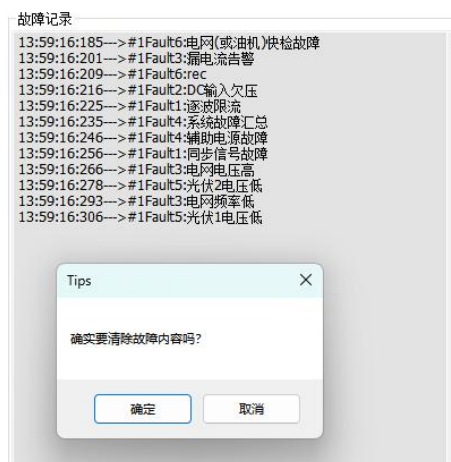 故障记录
13:59:16:185--->#1Fault6:电网(或油机)快检故障
13:59:16:201--->#1Fault3:漏电流告警
13:59:16:209--->#1Fault6:rec
13:59:16:216--->#1Fault2:DC输入欠压
13:59:16:225--->#1Fault1:逐波限流
13:59:16:235--->#1Fault4:系统故障汇总
13:59:16:246--->#1Fault4:辅助电源故障
13:59:16:256--->#1Fault1:同步信号故障
13:59:16:266--->#1Fault3:电网电压高
13:59:16:278--->#1Fault5:光伏2电压低
13:59:16:293--->#1Fault3:电网频率低
13:59:16:306--->#1Fault5:光伏1电压低
Tips
确实要清除故障内容吗?
确定 取消